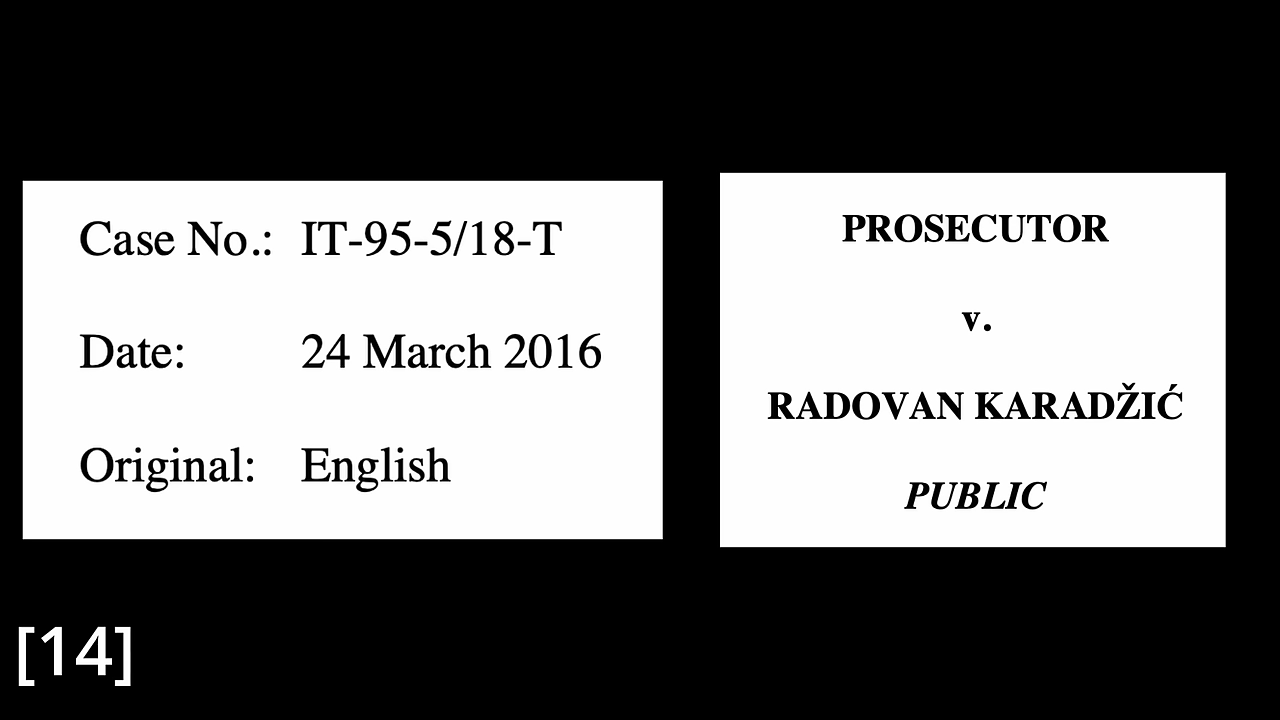 Case No.: IT-95-5/18-T
Date: 24 March 2016
Original: English
PROSECUTOR
v.
RADOVAN KARADŽIĆ
PUBLIC
[14]